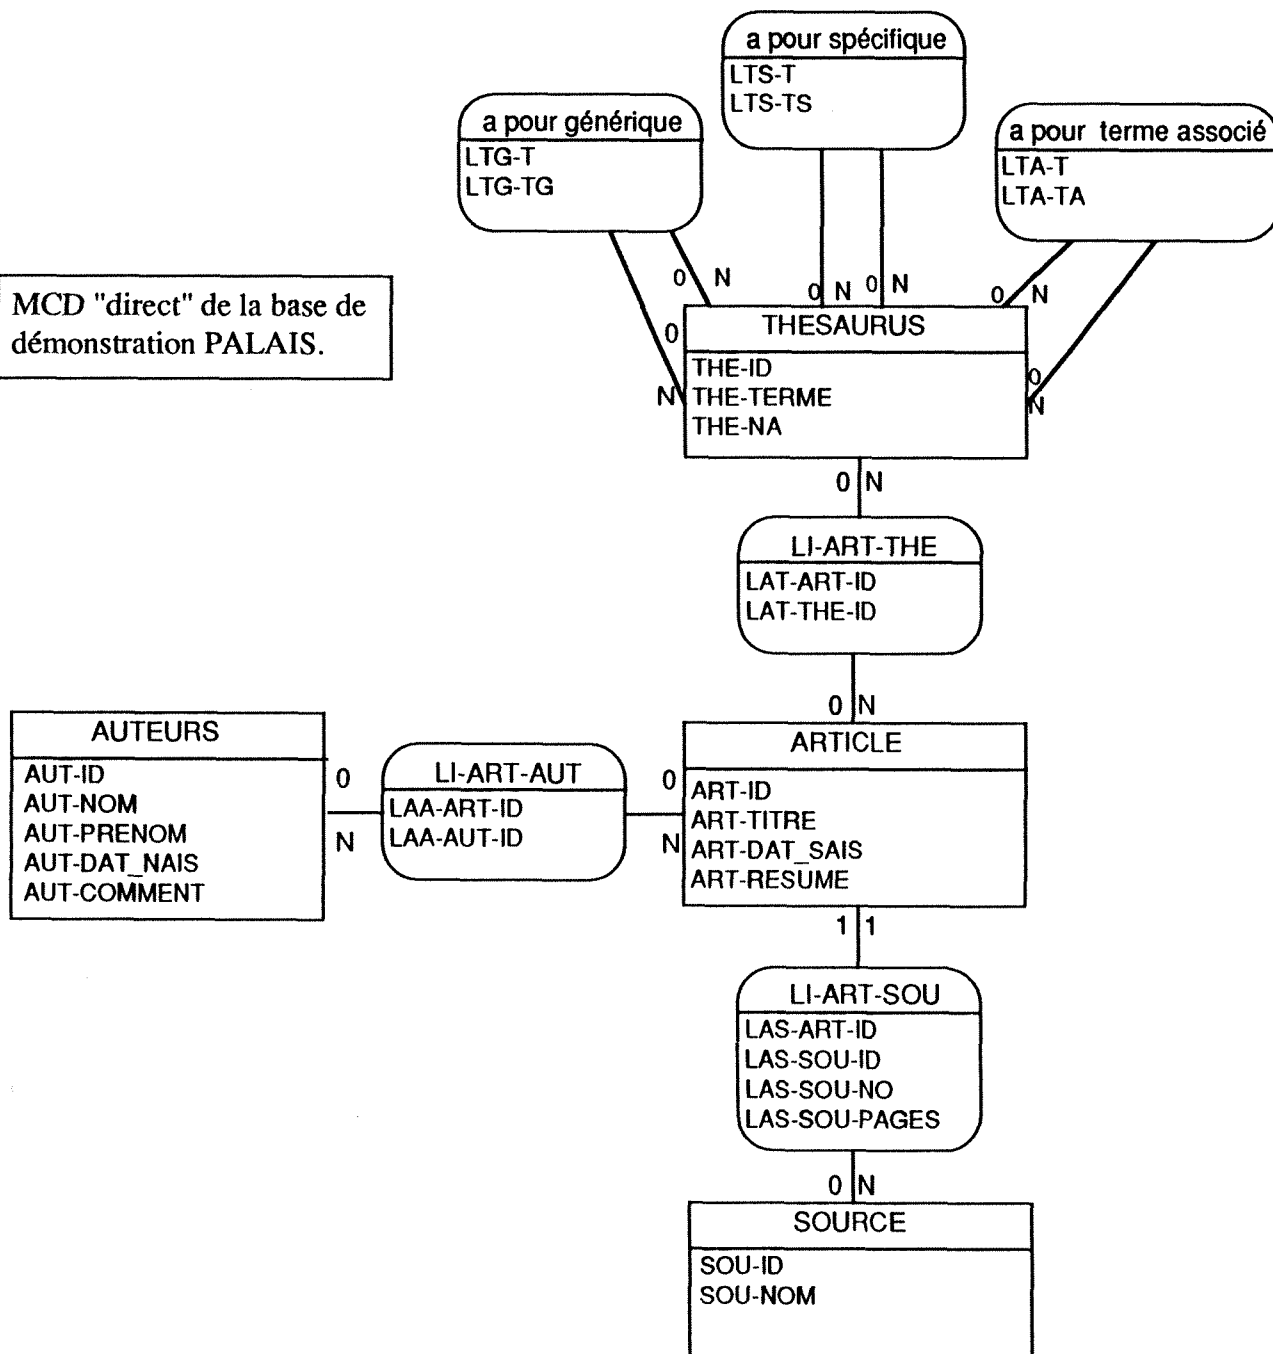 a pour spécifique
LTS-T
LTS-TS
a pour générique
LTG-T
LTG-TG
a pour terme associé
LTA-T
LTA-TA
MCD "direct" de la base de
démonstration PALAIS.
0 N
0 N
0 N
0 N
0
N
0
N
THESAURUS
THE-ID
THE-TERME
THE-NA
0 N
LI-ART-THE
LAT-ART-ID
LAT-THE-ID
0 N
AUTEURS
AUT-ID
AUT-NOM
AUT-PRENOM
AUT-DAT_NAIS
AUT-COMMENT
0
N
LI-ART-AUT
LAA-ART-ID
LAA-AUT-ID
0
N
ARTICLE
ART-ID
ART-TITRE
ART-DAT_SAIS
ART-RESUME
1 1
LI-ART-SOU
LAS-ART-ID
LAS-SOU-ID
LAS-SOU-NO
LAS-SOU-PAGES
0 N
SOURCE
SOU-ID
SOU-NOM